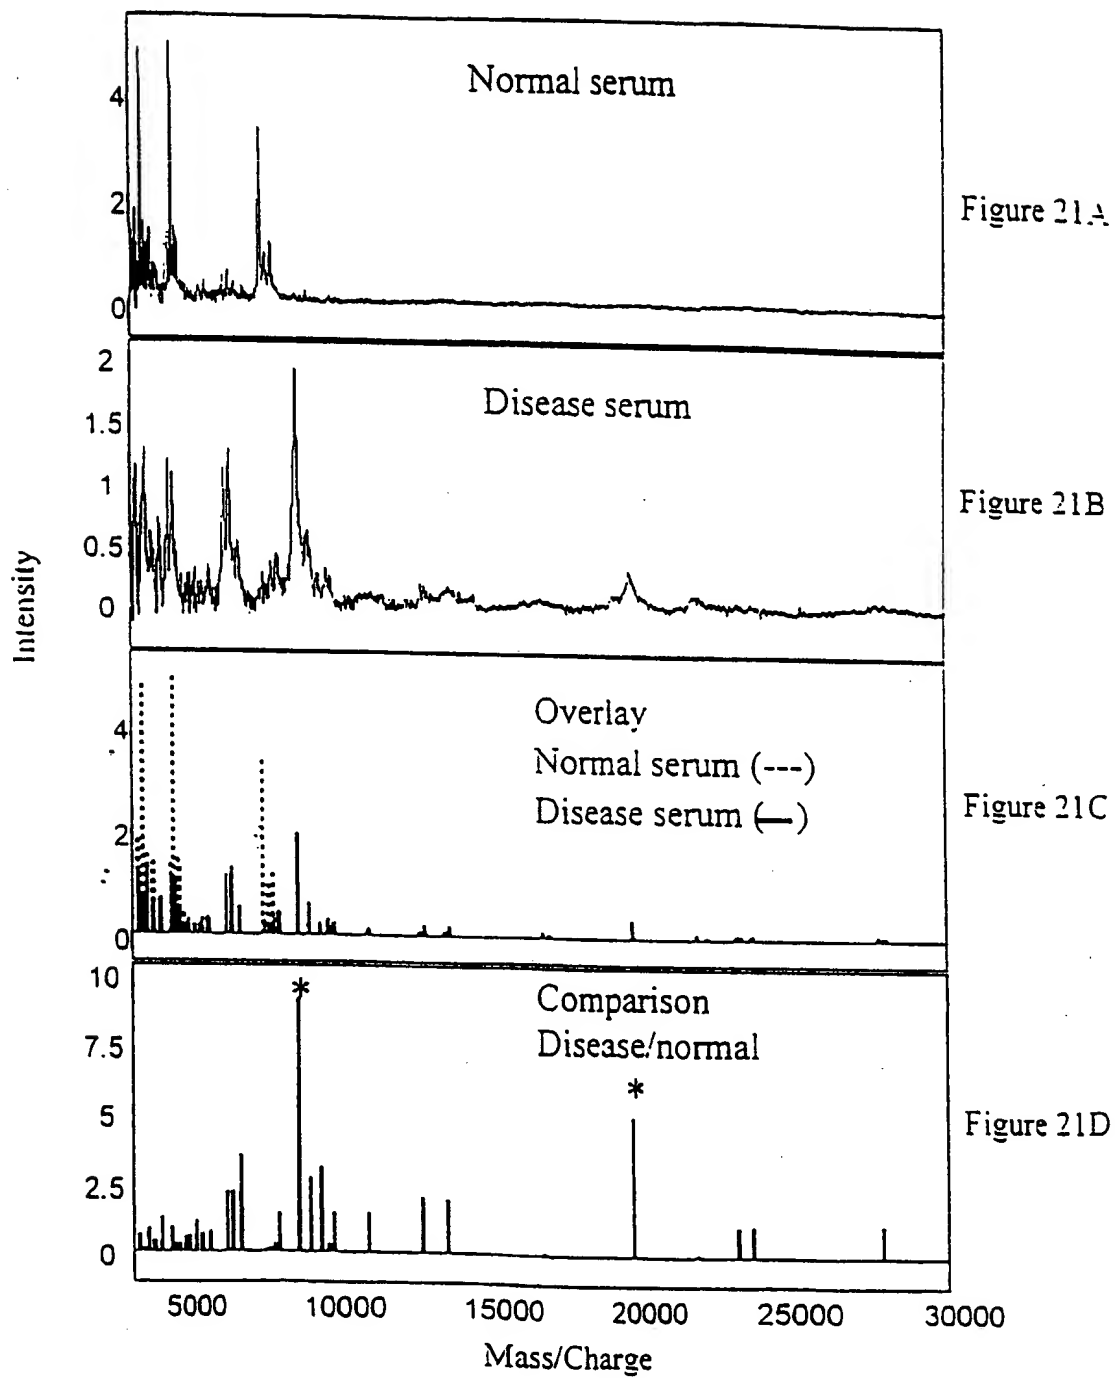 Normal serum
4
2
0
Figure 21A
Disease serum
2
1.5
1
0.5
0
Figure 21B
Intensity
Overlay
Normal serum (---)
Disease serum (—)
4
2
0
Figure 21C
Comparison
Disease/normal
*
*
10
7.5
5
2.5
0
Figure 21D
5000 10000 15000 20000 25000 30000
Mass/Charge